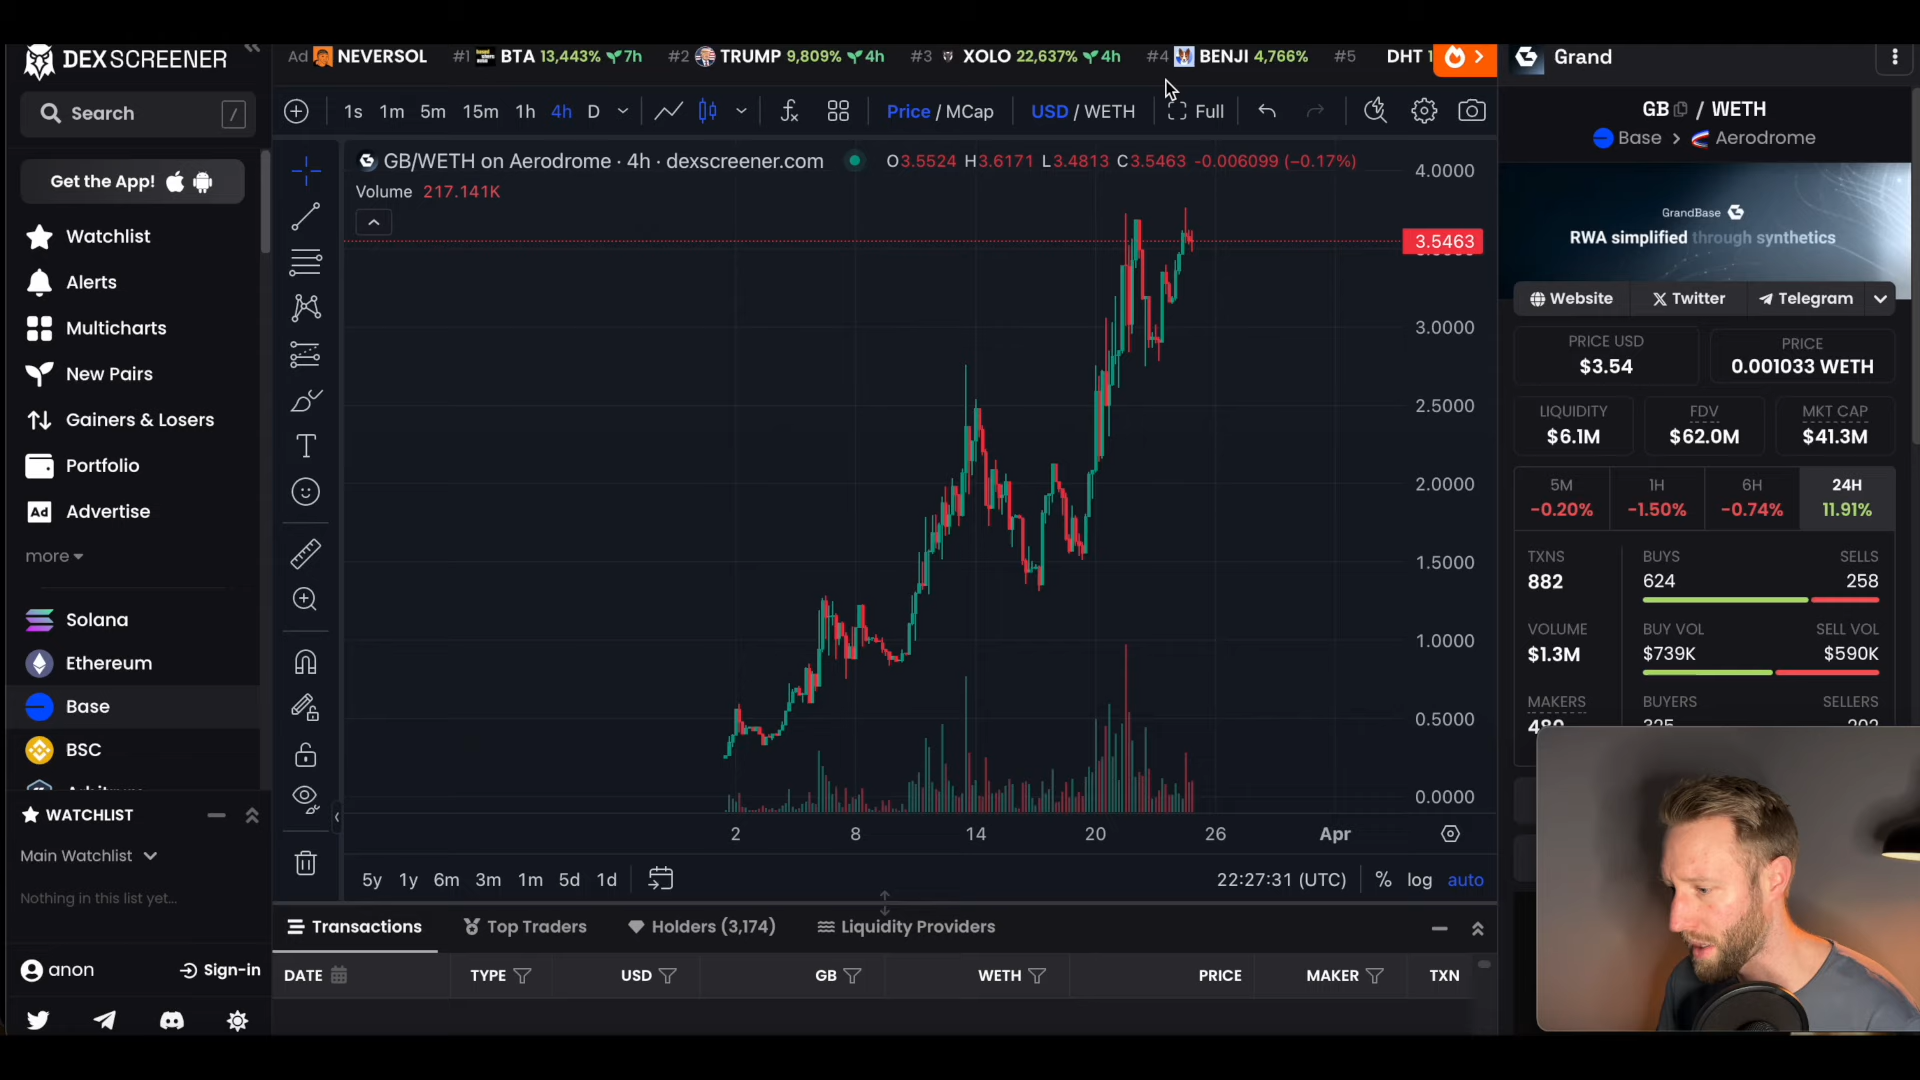 DEXSCREENER
Ad NEVERSOL #1 BTA 13,443% 7h #2 TRUMP 9,809% 4h #3 XOLO 22,637% 4h #4 BENJI 4,766% #5 DHT 1
Search /
Get the App!
Watchlist
Alerts
Multicharts
New Pairs
Gainers & Losers
Portfolio
Ad Advertise
more
Solana
Ethereum
Base
BSC
WATCHLIST
Main Watchlist
Nothing in this list yet...
anon Sign-in
1s 1m 5m 15m 1h 4h D Price / MCap USD / WETH Full
GB/WETH on Aerodrome · 4h · dexscreener.com O3.5524 H3.6171 L3.4813 C3.5463 -0.006099 (−0.17%)
Volume 217.141K
4.0000
3.5463
3.0000
2.5000
2.0000
1.5000
1.0000
0.5000
0.0000
2 8 14 20 26 Apr
5y 1y 6m 3m 1m 5d 1d 22:27:31 (UTC) % log auto
Transactions Top Traders Holders (3,174) Liquidity Providers
DATE TYPE USD GB WETH PRICE MAKER TXN
Grand
GB / WETH
Base > Aerodrome
GrandBase
RWA simplified through synthetics
Website Twitter Telegram
PRICE USD PRICE
$3.54 0.001033 WETH
LIQUIDITY FDV MKT CAP
$6.1M $62.0M $41.3M
5M 1H 6H 24H
−0.20% −1.50% −0.74% 11.91%
TXNS BUYS SELLS
882 624 258
VOLUME BUY VOL SELL VOL
$1.3M $739K $590K
MAKERS BUYERS SELLERS